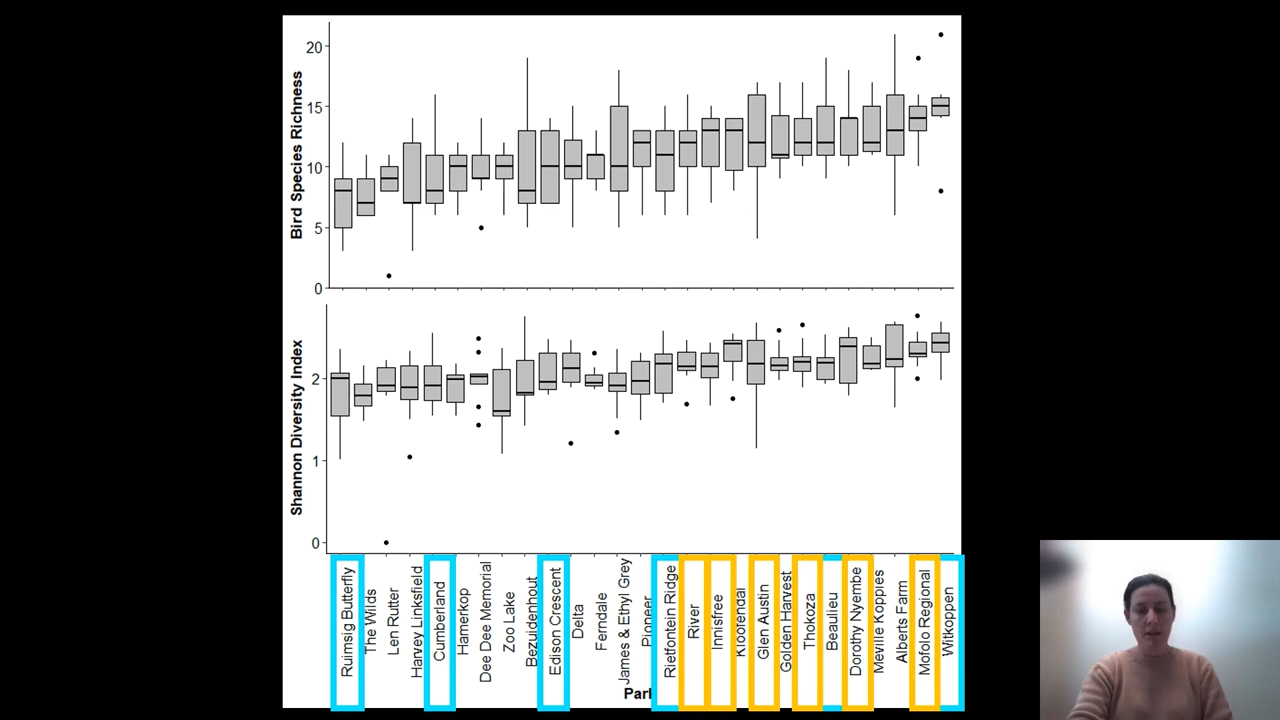 Bird Species Richness
20
15
10
5
0
Shannon Diversity Index
2
1
0
Ruimsig Butterfly
The Wilds
Len Rutter
Harvey Linksfield
Cumberland
Hamerkop
Dee Dee Memorial
Zoo Lake
Bezuidenhout
Edison Crescent
Delta
Ferndale
James & Ethyl Grey
Pioneer
Rietfontein Ridge
River
Innisfree
Kloofendal
Glen Austin
Golden Harvest
Thokoza
Beaulieu
Dorothy Nyembe
Meville Koppies
Alberts Farm
Mofolo Regional
Witkoppen
Park